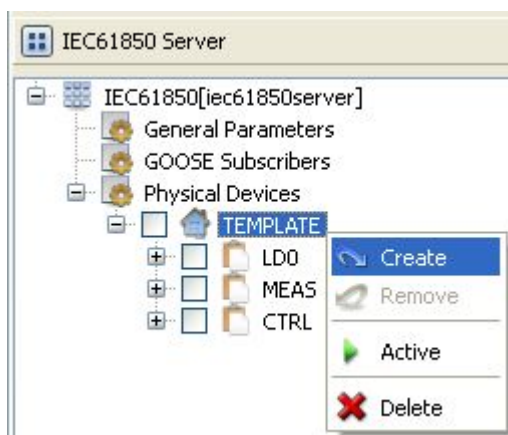 IEC61850 Server
IEC61850[iec61850server]
General Parameters
GOOSE Subscribers
Physical Devices
TEMPLATE
LD0
MEAS
CTRL
Create
Remove
Active
Delete